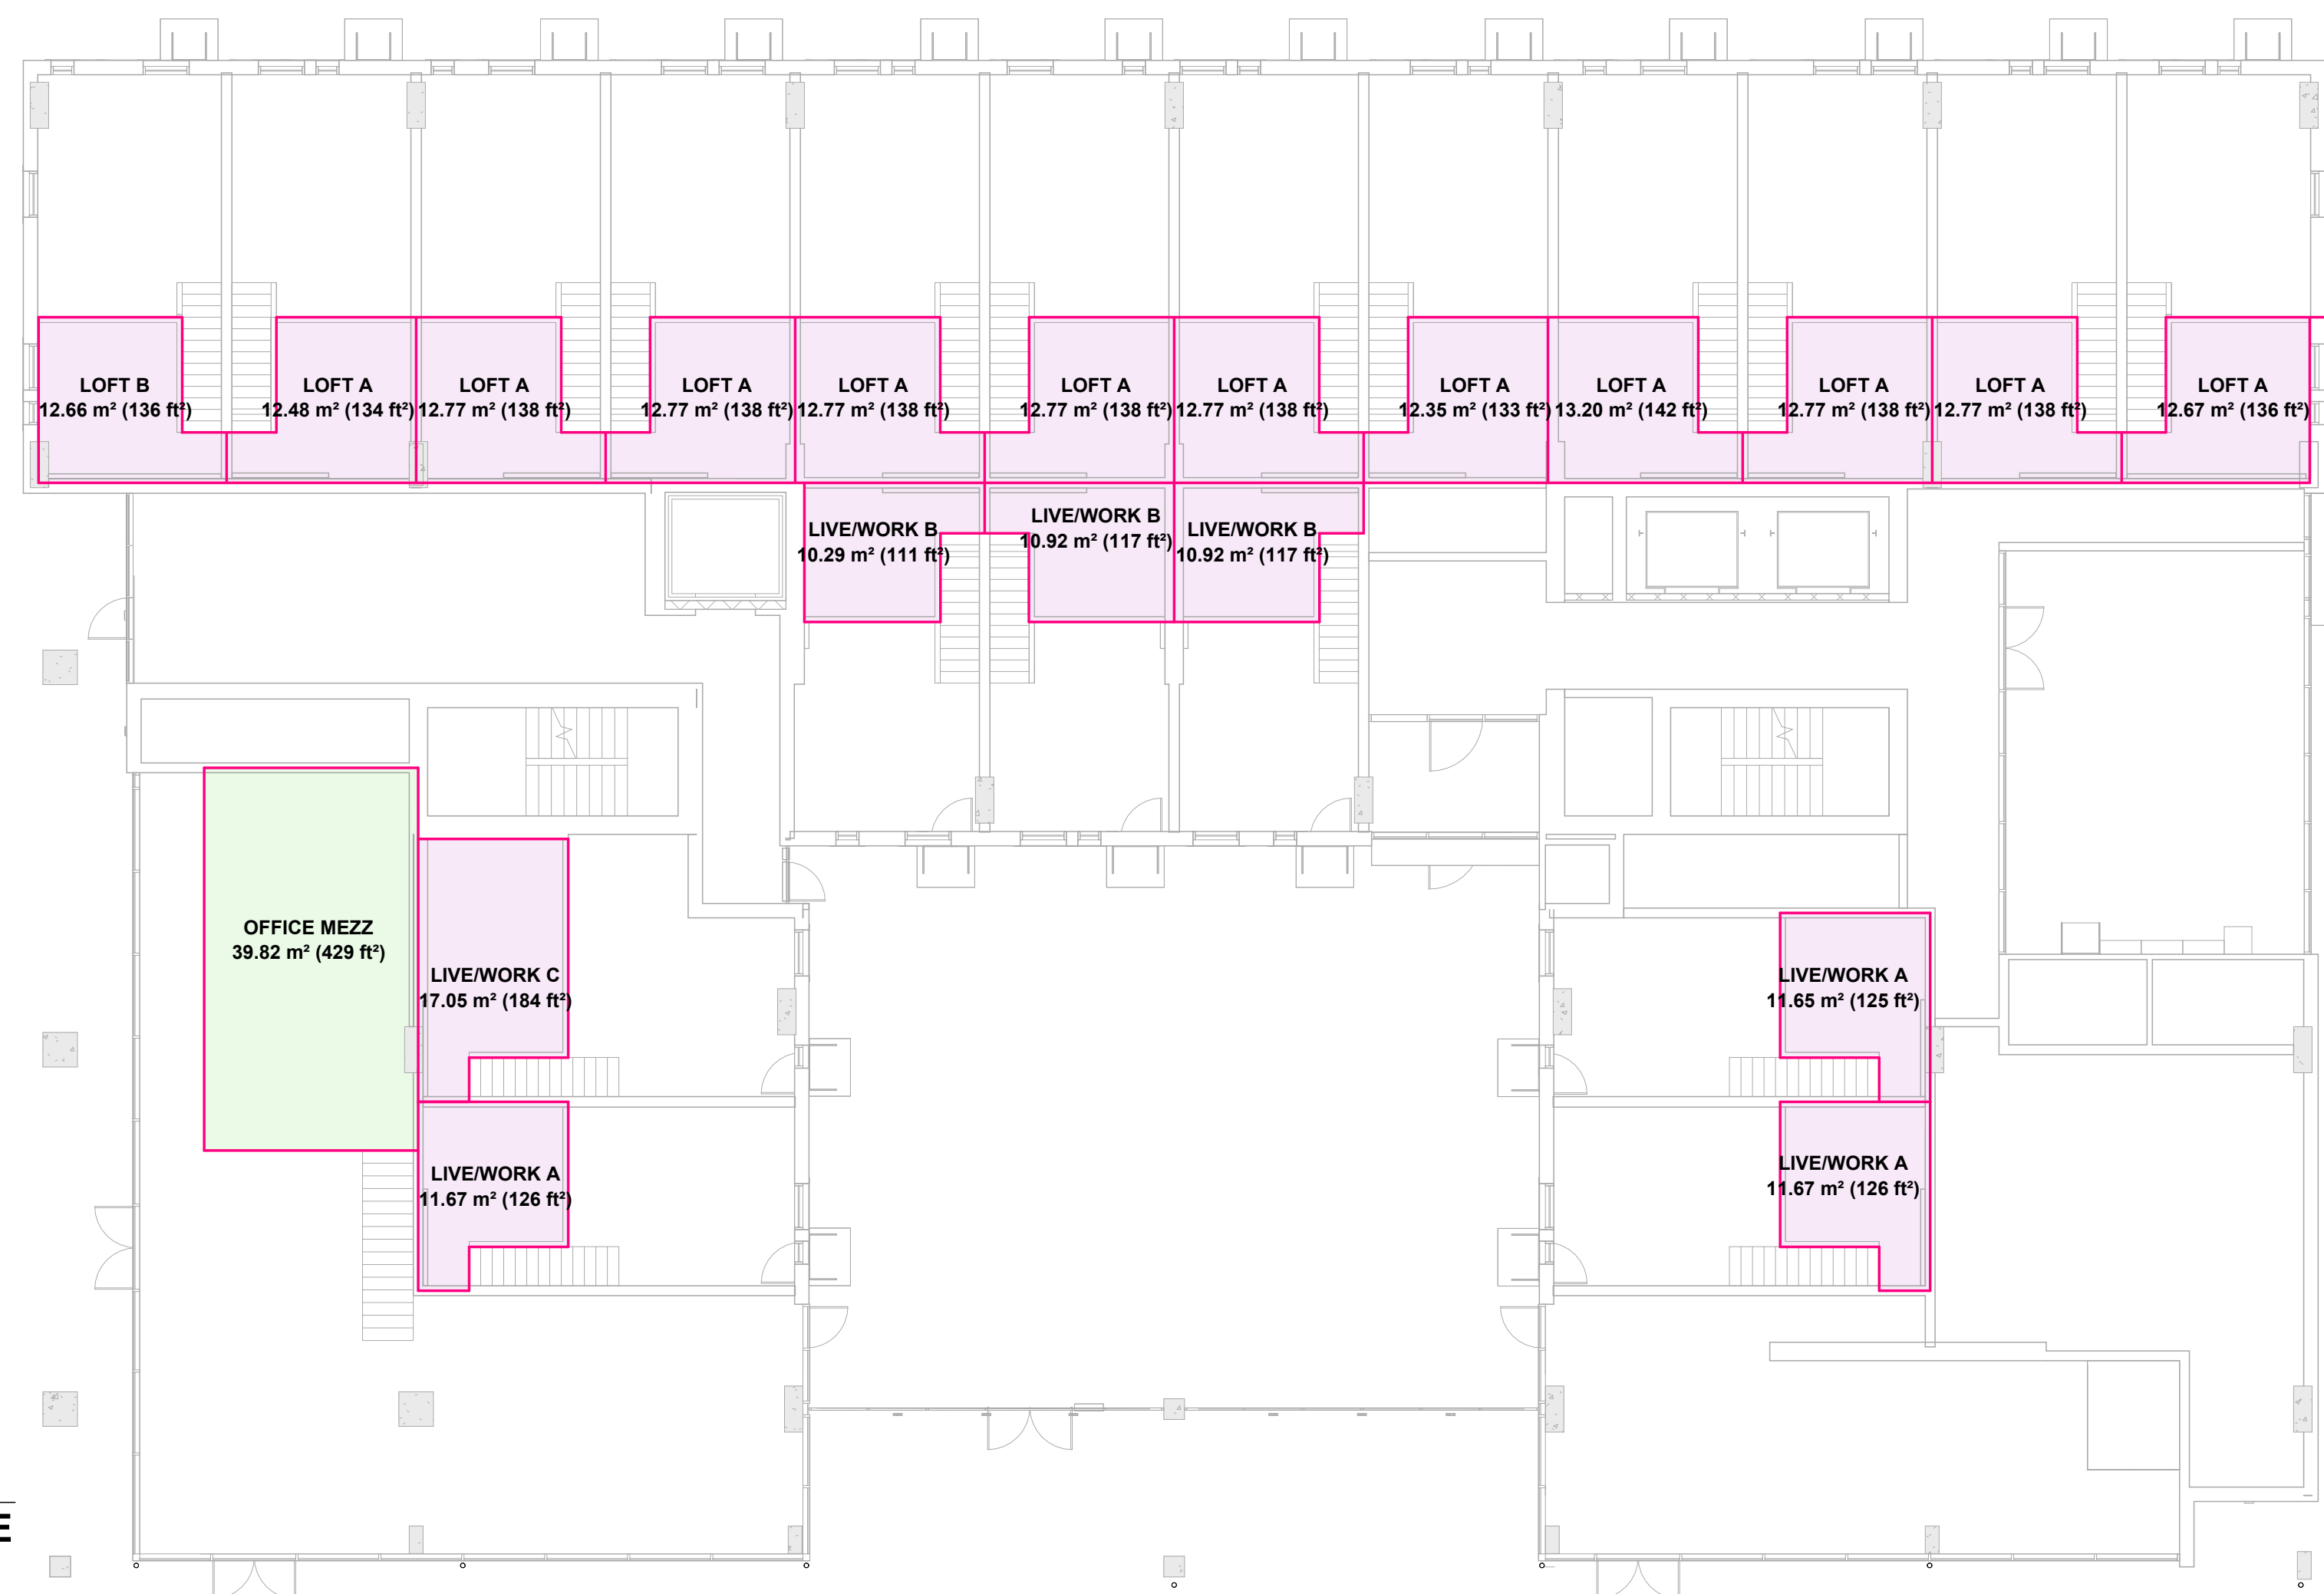 LOFT B
12.66 m² (136 ft²)
LOFT A
12.48 m² (134 ft²)
LOFT A
12.77 m² (138 ft²)
LOFT A
12.77 m² (138 ft²)
LOFT A
12.77 m² (138 ft²)
LOFT A
12.77 m² (138 ft²)
LOFT A
12.77 m² (138 ft²)
LOFT A
12.35 m² (133 ft²)
LOFT A
13.20 m² (142 ft²)
LOFT A
12.77 m² (138 ft²)
LOFT A
12.77 m² (138 ft²)
LOFT A
12.67 m² (136 ft²)
LIVE/WORK B
10.29 m² (111 ft²)
LIVE/WORK B
10.92 m² (117 ft²)
LIVE/WORK B
10.92 m² (117 ft²)
OFFICE MEZZ
39.82 m² (429 ft²)
LIVE/WORK C
17.05 m² (184 ft²)
LIVE/WORK A
11.65 m² (125 ft²)
LIVE/WORK A
11.67 m² (126 ft²)
LIVE/WORK A
11.67 m² (126 ft²)
E